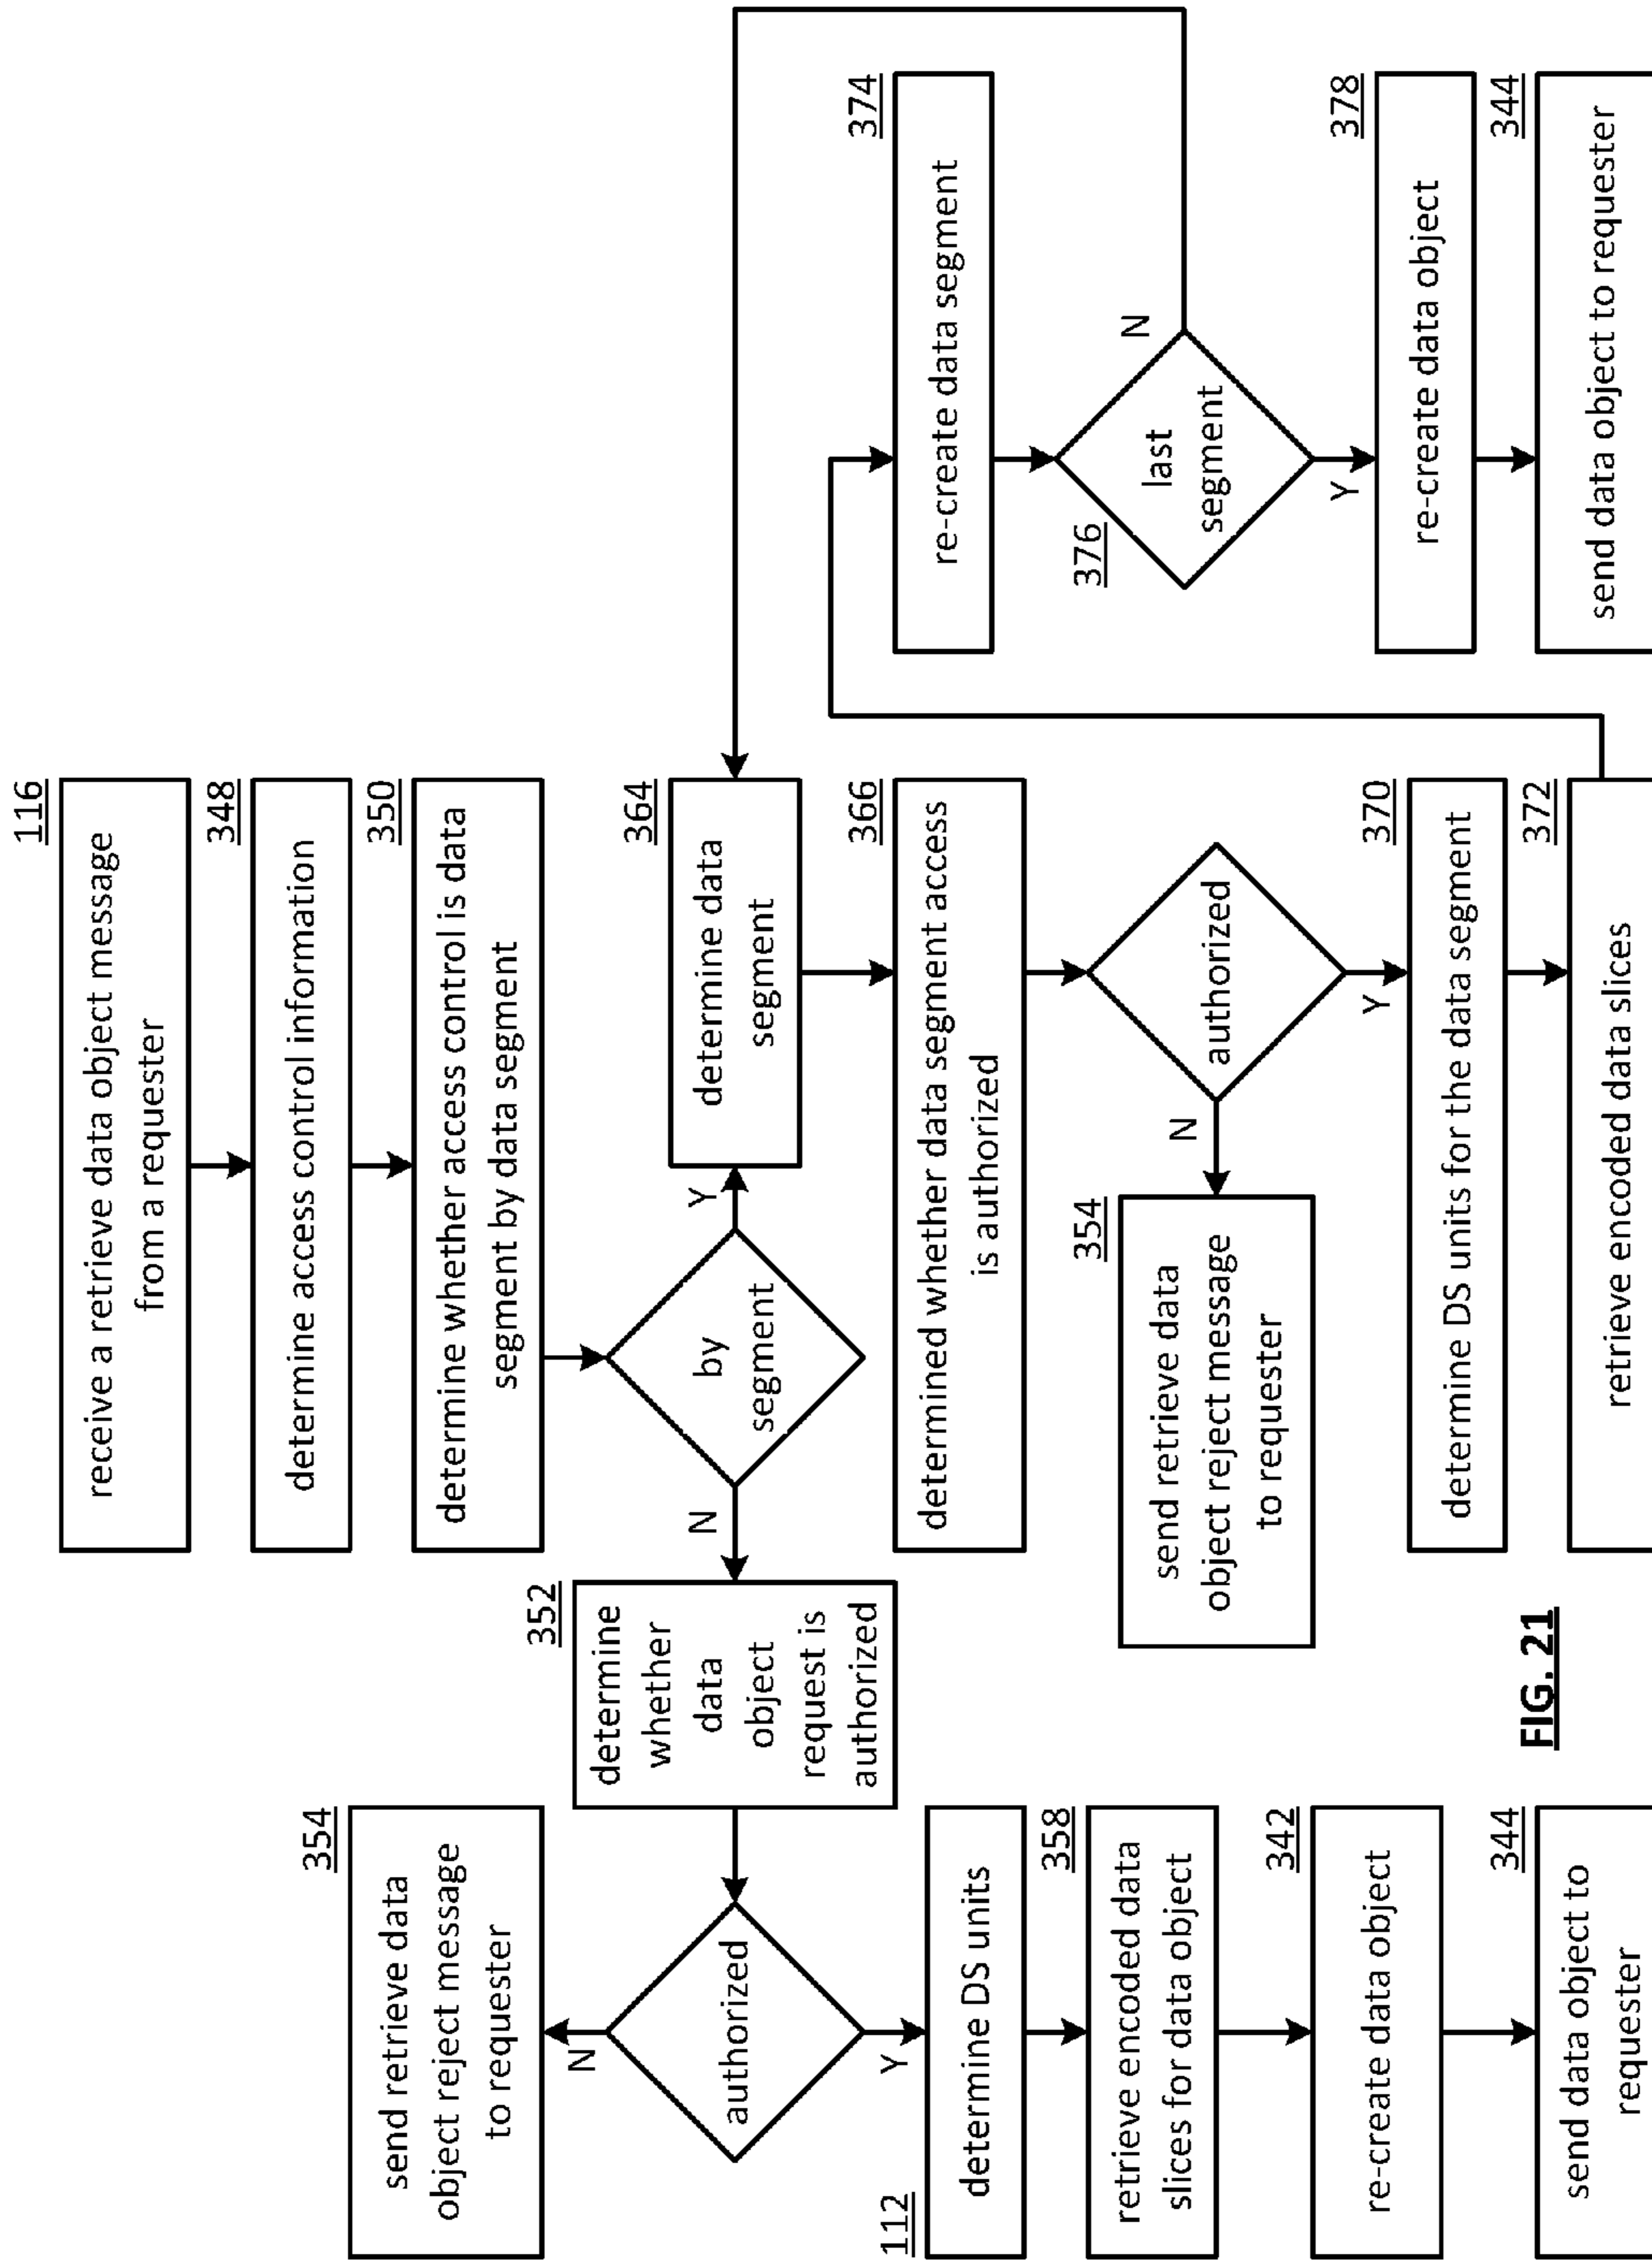 116
receive a retrieve data object message
from a requester
348
determine access control information
350
determine whether access control is data
segment by data segment
by
segment
N
Y
352
determine
whether
data
object
request is
authorized
authorized
N
354
send retrieve data
object reject message
to requester
Y
112
determine DS units
358
retrieve encoded data
slices for data object
342
re-create data object
344
send data object to
requester
364
determine data
segment
366
determined whether data segment access
is authorized
authorized
N
354
send retrieve data
object reject message
to requester
Y
370
determine DS units for the data segment
372
retrieve encoded data slices
374
re-create data segment
376
last
segment
N
Y
378
re-create data object
344
send data object to requester
FIG. 21